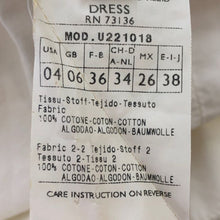 DRESS
RN 73136
MOD.U221018
USA GB F-B CH-D A-NL MX E-I-J
04 06 36 34 26 38
Tissu-Stoff-Tejido-Tessuto
Fabric
100% COTONE-COTON-COTTON
ALGODAO-ALGODON-BAUMWOLLE
Fabric 2-2 Tejido-Stoff 2
Tessuto 2-Tissu 2
100% COTONE-COTON-COTTON
ALGODAO-ALGODON-BAUMWOLLE
CARE INSTRUCTION ON REVERSE